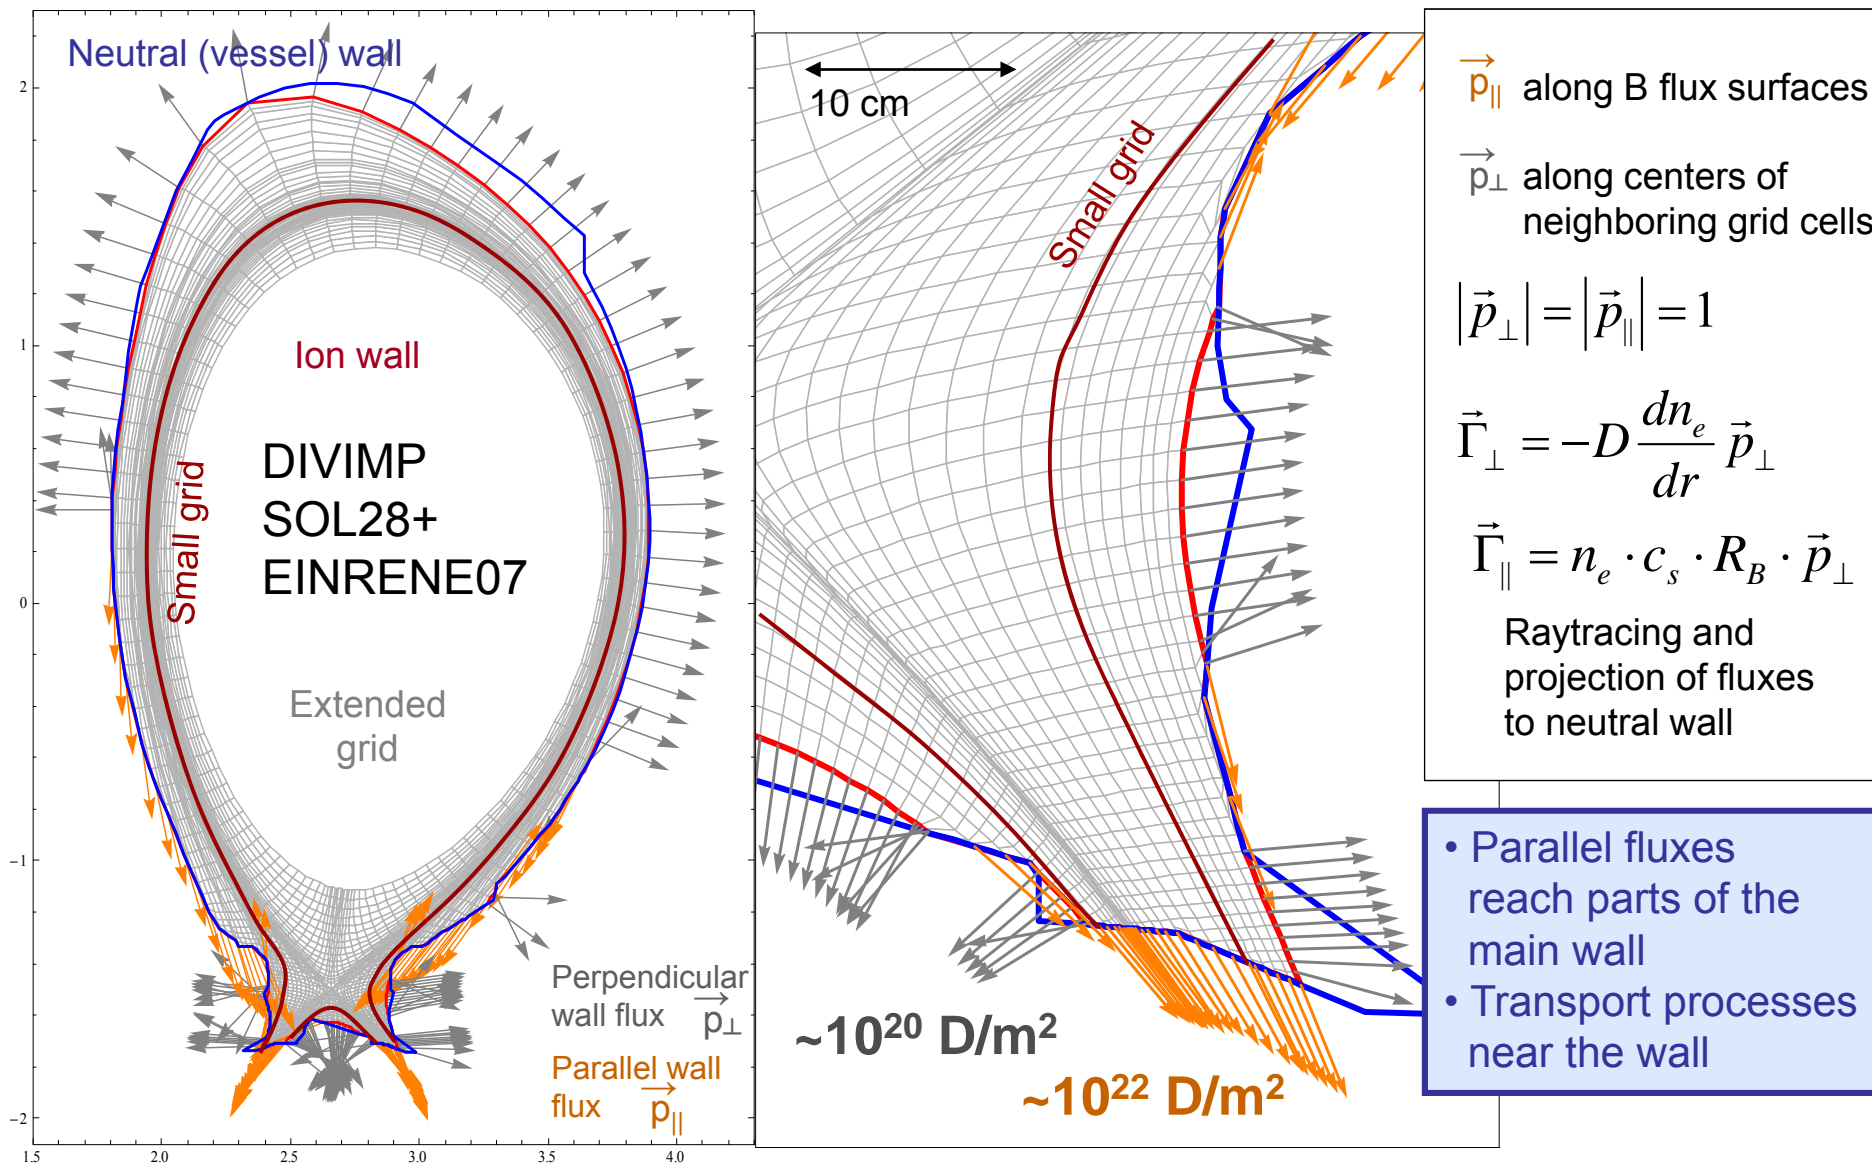 Neutral (vessel) wall
2
1
0
−1
−2
1.5 2.0 2.5 3.0 3.5 4.0
Ion wall
Small grid
DIVIMP
SOL28+
EINRENE07
Extended
grid
Perpendicular
wall flux p⊥
Parallel wall
flux p||
10 cm
Small grid
~10²⁰ D/m²
~10²² D/m²
p|| along B flux surfaces
p⊥ along centers of
neighboring grid cells
|p⃗⊥| = |p⃗||| = 1
Γ⃗⊥ = −D dnₑ/dr p⃗⊥
Γ⃗|| = nₑ · cₛ · R_B · p⃗⊥
Raytracing and
projection of fluxes
to neutral wall
• Parallel fluxes
reach parts of the
main wall
• Transport processes
near the wall